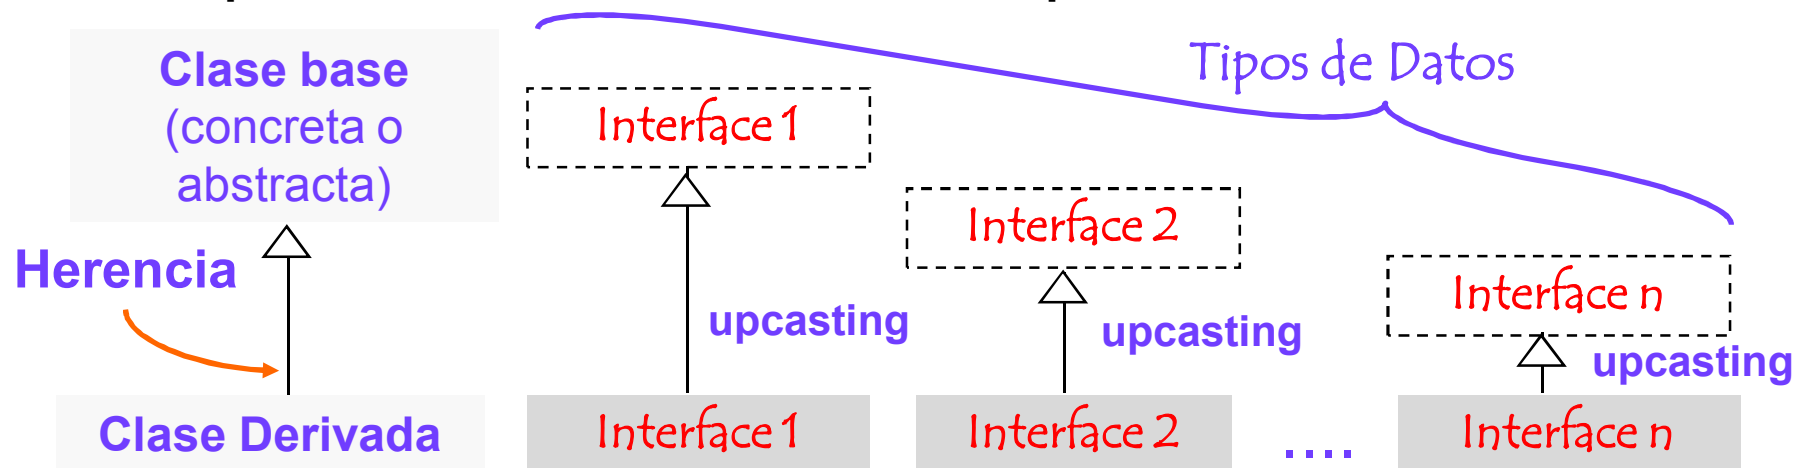 Tipos de Datos
Clase base
(concreta o
abstracta)
Interface 1
Interface 2
Interface n
Herencia
upcasting
upcasting
upcasting
Clase Derivada
Interface 1
Interface 2
....
Interface n